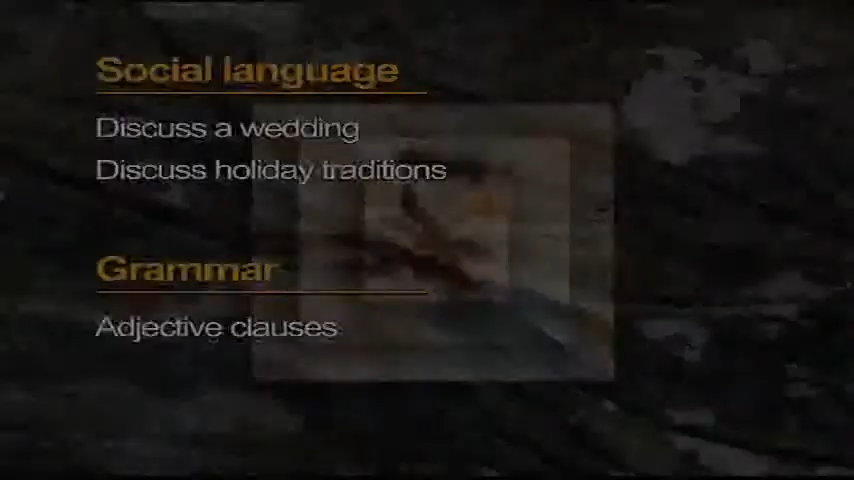 Social language
Discuss a wedding
Discuss holiday traditions
Grammar
Adjective clauses